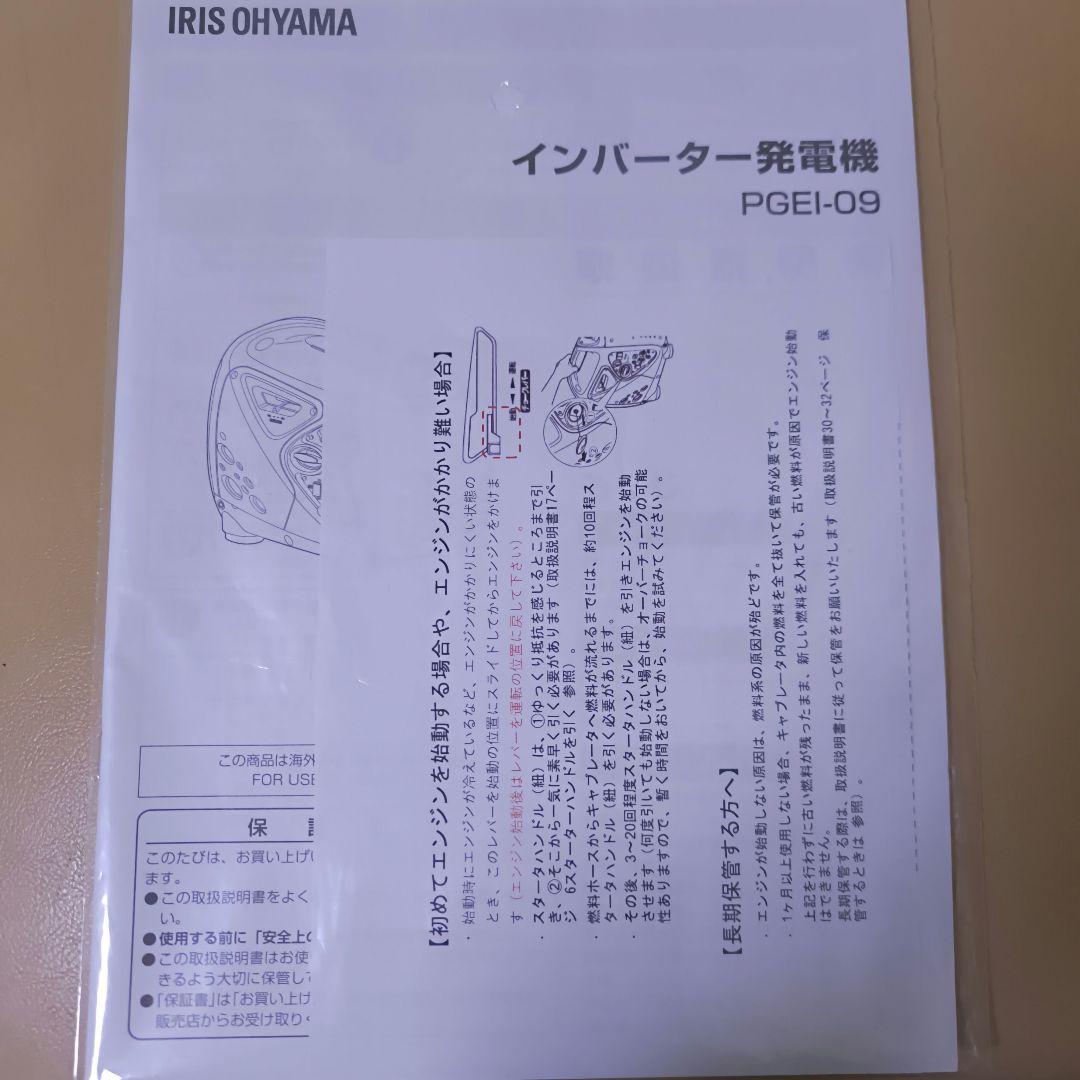 IRIS OHYAMA
インバーター発電機
PGEI-09
【初めてエンジンを始動する場合や、エンジンがかかり難い場合】
・始動時にエンジンが冷えているなど、エンジンがかかりにくい状態の
とき、このレバーを始動の位置にスライドしてからエンジンをかけま
す（エンジン始動後はレバーを運転の位置に戻して下さい）。
始動 運転
チョークレバー
・スタータハンドル（紐）は、①ゆっくり抵抗を感じるところまで引
き、②そこから一気に素早く引く必要があります（取扱説明書17ペー
ジ 6スターターハンドルを引く 参照）。
・燃料ホースからキャブレータへ燃料が流れるまでには、約10回程ス
タータハンドル（紐）を引く必要があります。
・その後、3～20回程度スタータハンドル（紐）を引きエンジンを始動
させます（何度引いても始動しない場合は、オーバーチョークの可能
性ありますので、暫く時間をおいてから、始動を試みてください）。
【長期保管する方へ】
・エンジンが始動しない原因は、燃料系の原因が殆どです。
・1ヶ月以上使用しない場合、キャブレータ内の燃料を全て抜いて保管が必要です。
上記を行わずに古い燃料が残ったまま、新しい燃料を入れても、古い燃料が原因でエンジン始動
はできません。
長期保管する際は、取扱説明書に従って保管をお願いいたします（取扱説明書30～32ページ 保
管するときは 参照）。
この商品は海外
FOR USE
保
このたびは、お買い上げい
ます。
●この取扱説明書をよく
い。
●使用する前に「安全上の
●この取扱説明書はお使
きるよう大切に保管して
●「保証書」は「お買い上げ
販売店からお受け取りく